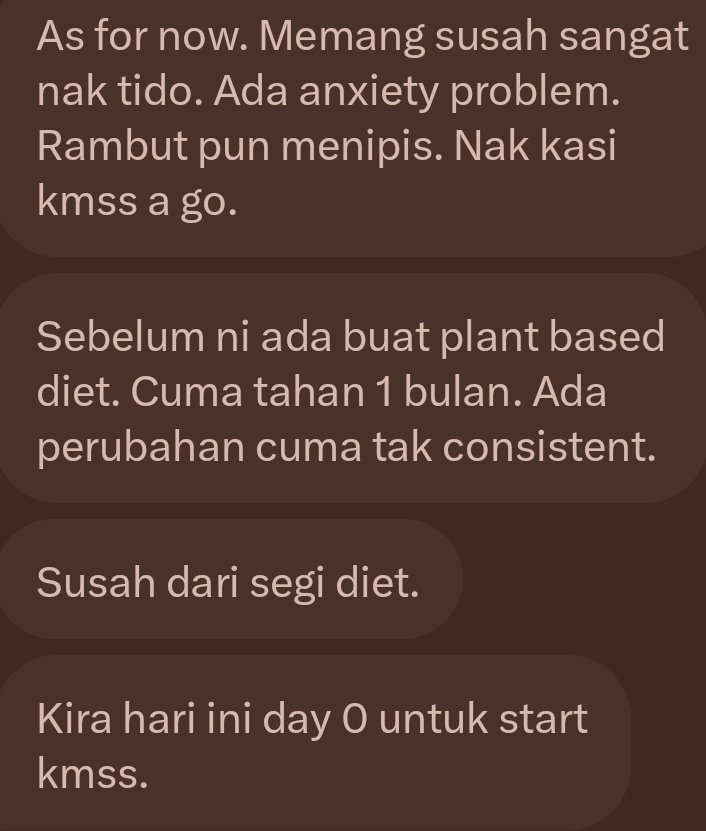 As for now. Memang susah sangat
nak tido. Ada anxiety problem.
Rambut pun menipis. Nak kasi
kmss a go.
Sebelum ni ada buat plant based
diet. Cuma tahan 1 bulan. Ada
perubahan cuma tak consistent.
Susah dari segi diet.
Kira hari ini day 0 untuk start
kmss.